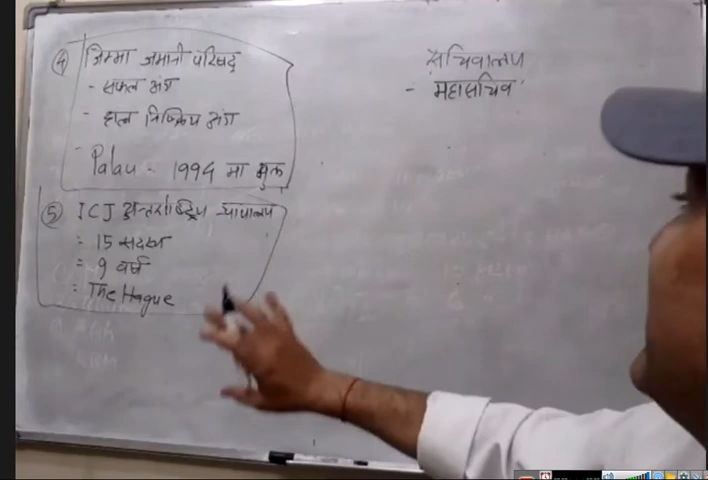 ④ जिम्मा जमानी परिषद्
- सफल अंग
- हाल निष्क्रिय अंग
- Palau - 1994 मा मुक्त
⑤ ICJ अन्तर्राष्ट्रिय न्यायालय
= 15 सदस्य
= 9 वर्ष
= The Hague
सचिवालय
- महासचिव